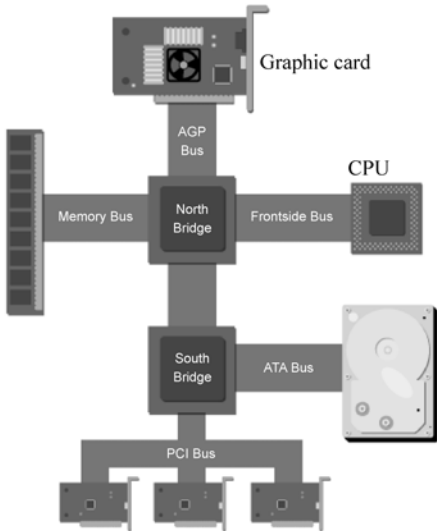 Graphic card
AGP
Bus
CPU
Memory Bus
North
Bridge
Frontside Bus
South
Bridge
ATA Bus
PCI Bus